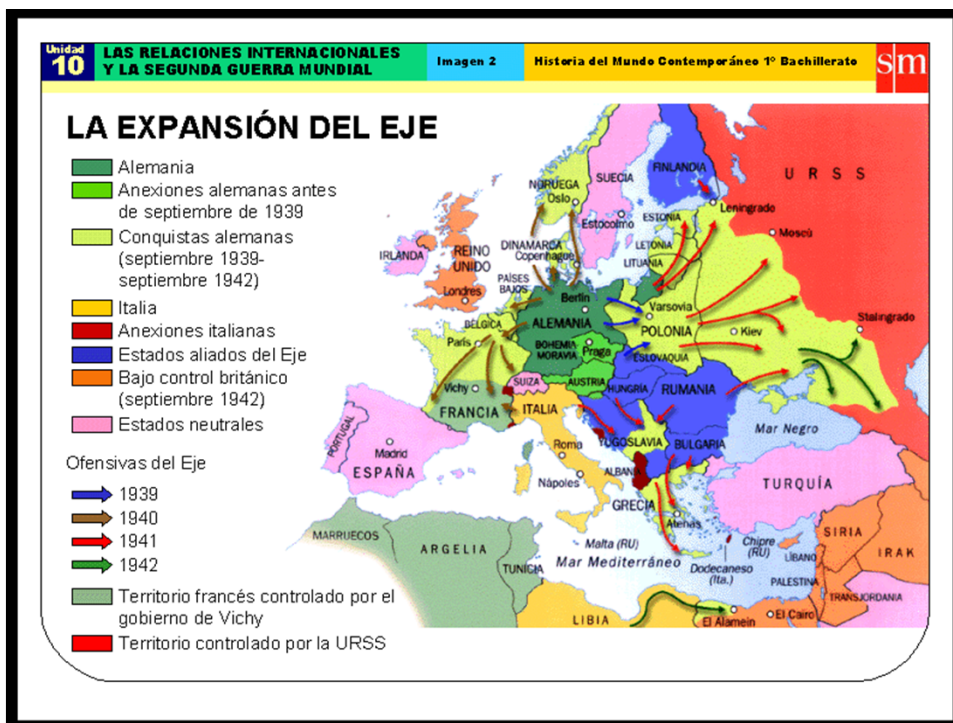 Unidad
10
LAS RELACIONES INTERNACIONALES
Y LA SEGUNDA GUERRA MUNDIAL
Imagen 2
Historia del Mundo Contemporáneo 1º Bachillerato
sm
LA EXPANSIÓN DEL EJE
Alemania
Anexiones alemanas antes
de septiembre de 1939
Conquistas alemanas
(septiembre 1939-
septiembre 1942)
Italia
Anexiones italianas
Estados aliados del Eje
Bajo control británico
(septiembre 1942)
Estados neutrales
Ofensivas del Eje
1939
1940
1941
1942
Territorio francés controlado por el
gobierno de Vichy
Territorio controlado por la URSS
FINLANDIA
URSS
SUECIA
NORUEGA
Oslo
Leningrado
Estocolmo
ESTONIA
Moscú
LETONIA
DINAMARCA
Copenhague
LITUANIA
IRLANDA
REINO
UNIDO
PAÍSES
BAJOS
Londres
Berlín
Varsovia
Stalingrado
BÉLGICA
ALEMANIA
POLONIA
Kiev
París
BOHEMIA
MORAVIA
Praga
ESLOVAQUIA
Vichy
SUIZA
AUSTRIA
HUNGRÍA
RUMANIA
FRANCIA
ITALIA
PORTUGAL
Madrid
ESPAÑA
Roma
YUGOSLAVIA
BULGARIA
Mar Negro
Nápoles
ALBANIA
GRECIA
TURQUÍA
Atenas
MARRUECOS
ARGELIA
TUNICIA
Malta (RU)
Mar Mediterráneo
Dodecaneso
(Ita.)
Chipre
(RU)
SIRIA
LÍBANO
IRAK
PALESTINA
TRANSJORDANIA
LIBIA
El Alamein
El Cairo